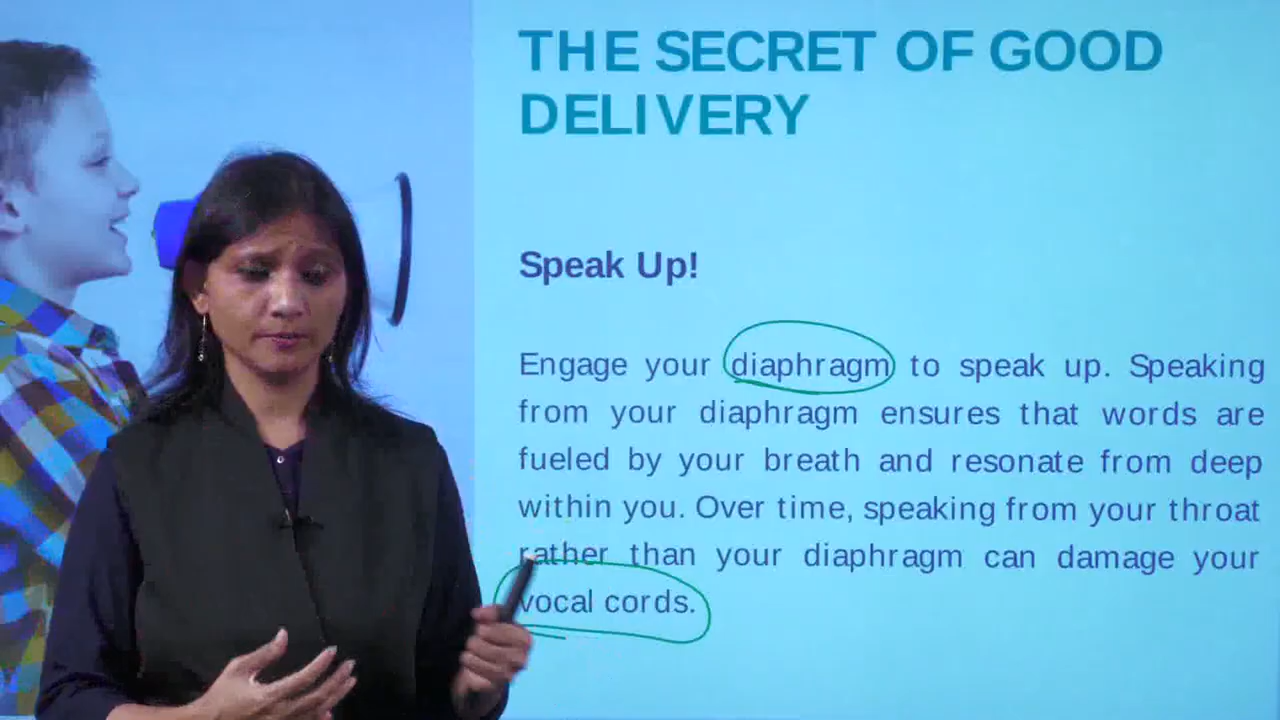 THE SECRET OF GOOD
DELIVERY
Speak Up!
Engage your diaphragm to speak up. Speaking
from your diaphragm ensures that words are
fueled by your breath and resonate from deep
within you. Over time, speaking from your throat
rather than your diaphragm can damage your
vocal cords.